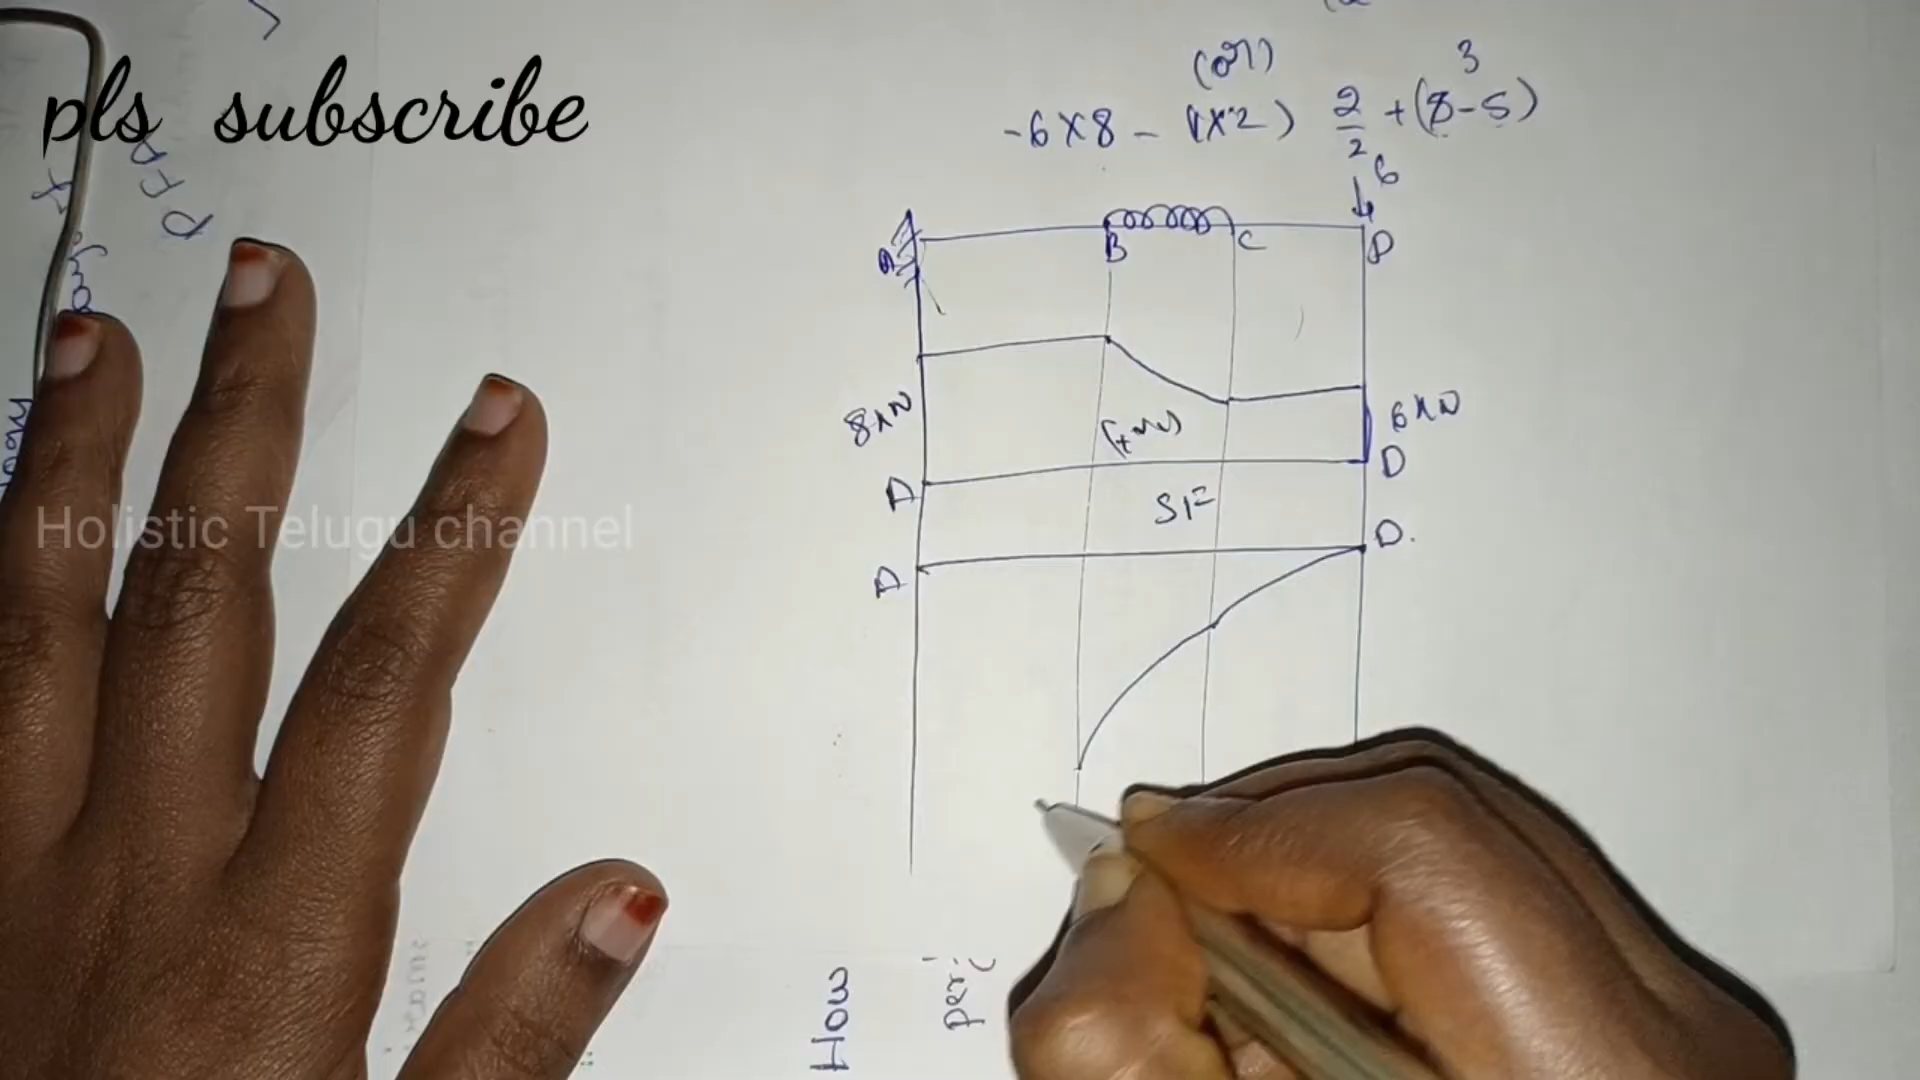 pls subscribe
(or)
3
-6×8 - (1×2) 2/2 + (8-5)
6
A B C D
8KN (+ve) 6KN
A D
SF
Holistic Telugu channel
A D.
How